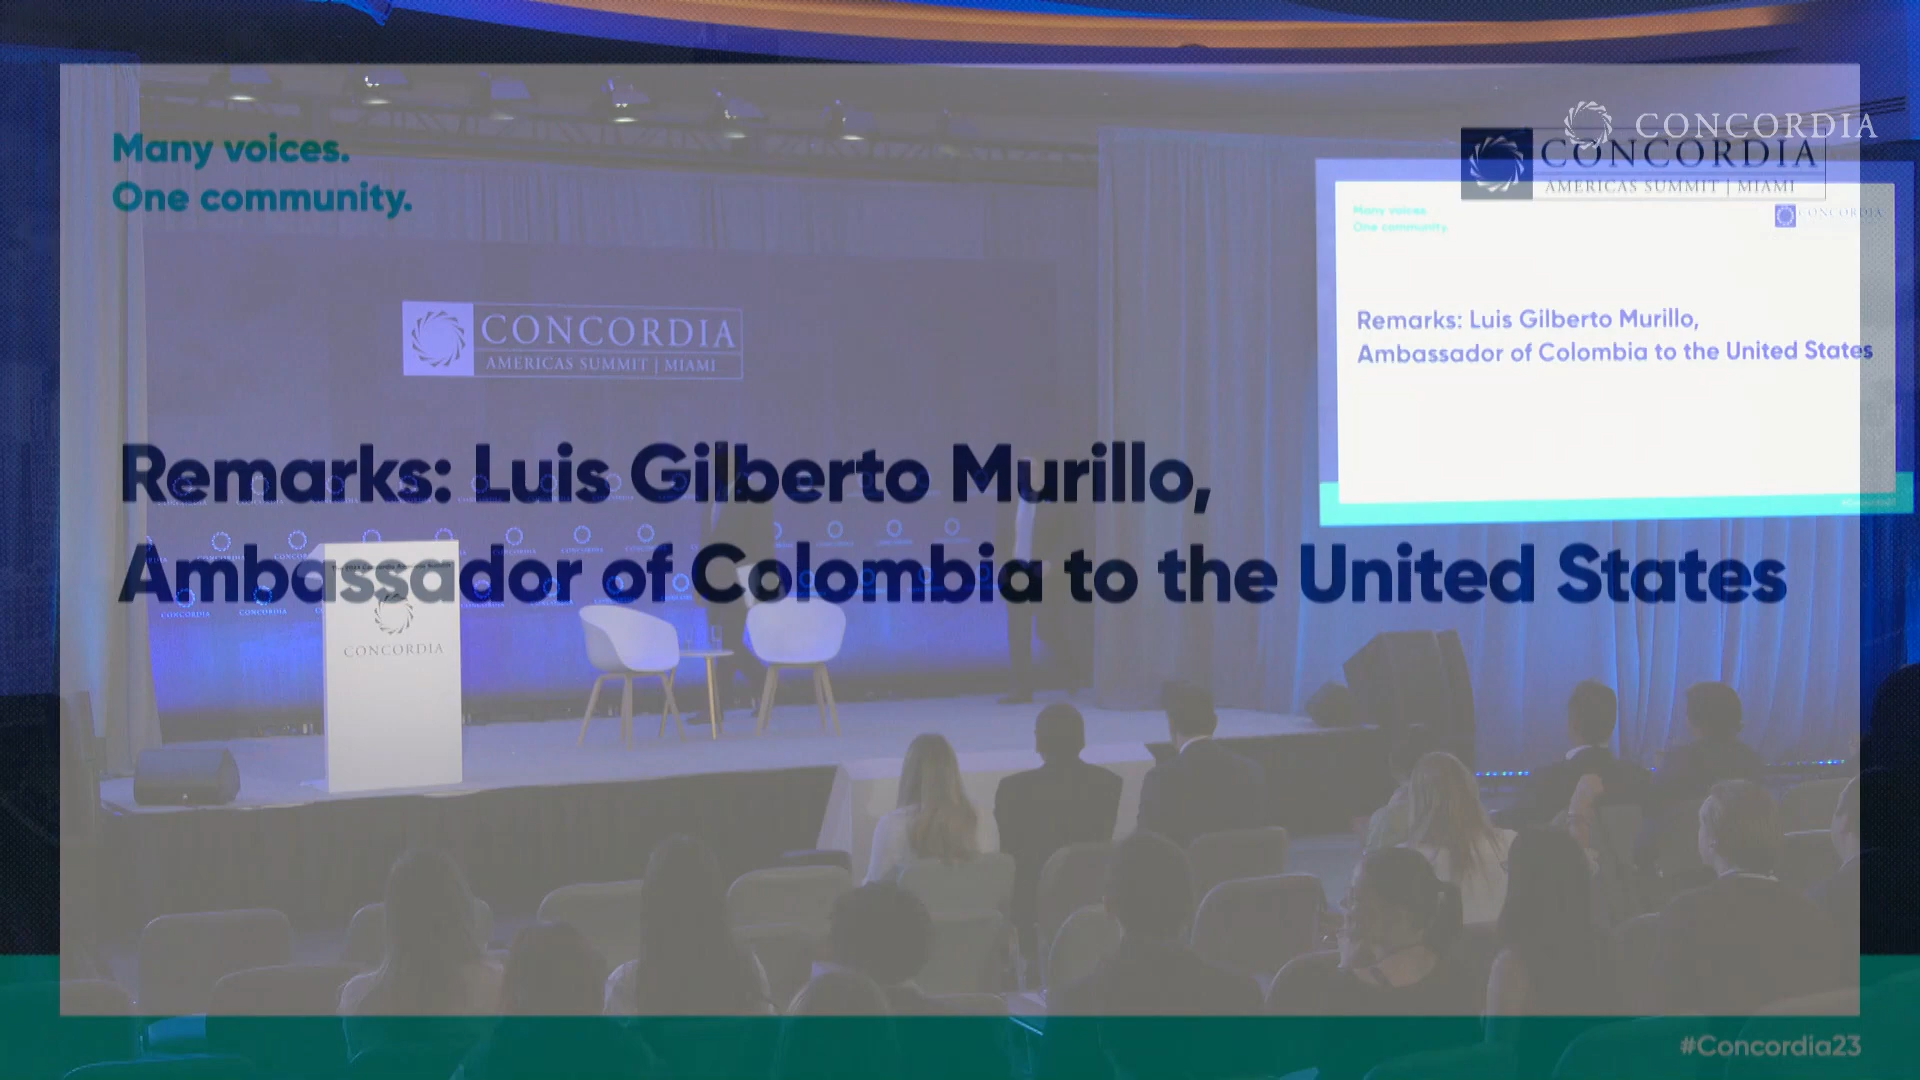 Many voices.
One community.
CONCORDIA
CONCORDIA
AMERICAS SUMMIT | MIAMI
Many voices.
One community.
CONCORDIA
CONCORDIA
AMERICAS SUMMIT | MIAMI
Remarks: Luis Gilberto Murillo,
Ambassador of Colombia to the United States
Remarks: Luis Gilberto Murillo,
Ambassador of Colombia to the United States
CONCORDIA
#Concordia23